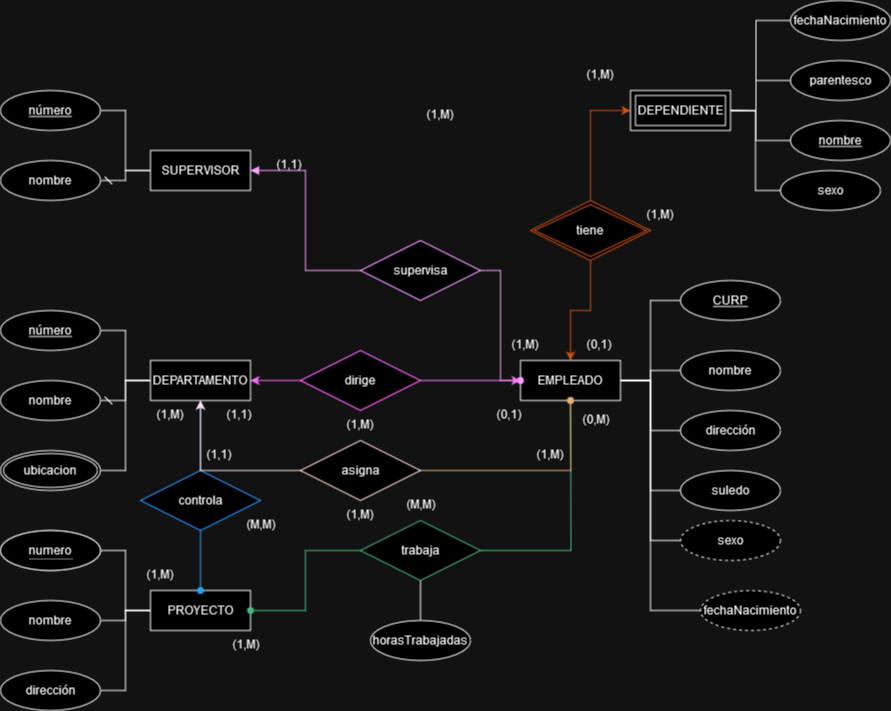 fechaNacimiento
(1,M)
parentesco
número
(1,M)
DEPENDIENTE
nombre
SUPERVISOR
(1,1)
nombre
sexo
(1,M)
tiene
supervisa
CURP
número
(1,M)
(0,1)
DEPARTAMENTO
dirige
EMPLEADO
nombre
nombre
(1,M)
(1,1)
(0,1)
(0,M)
(1,M)
dirección
ubicacion
(1,1)
(1,M)
asigna
controla
suledo
(1,M)
(M,M)
(M,M)
numero
trabaja
sexo
(1,M)
nombre
PROYECTO
fechaNacimiento
(1,M)
horasTrabajadas
dirección